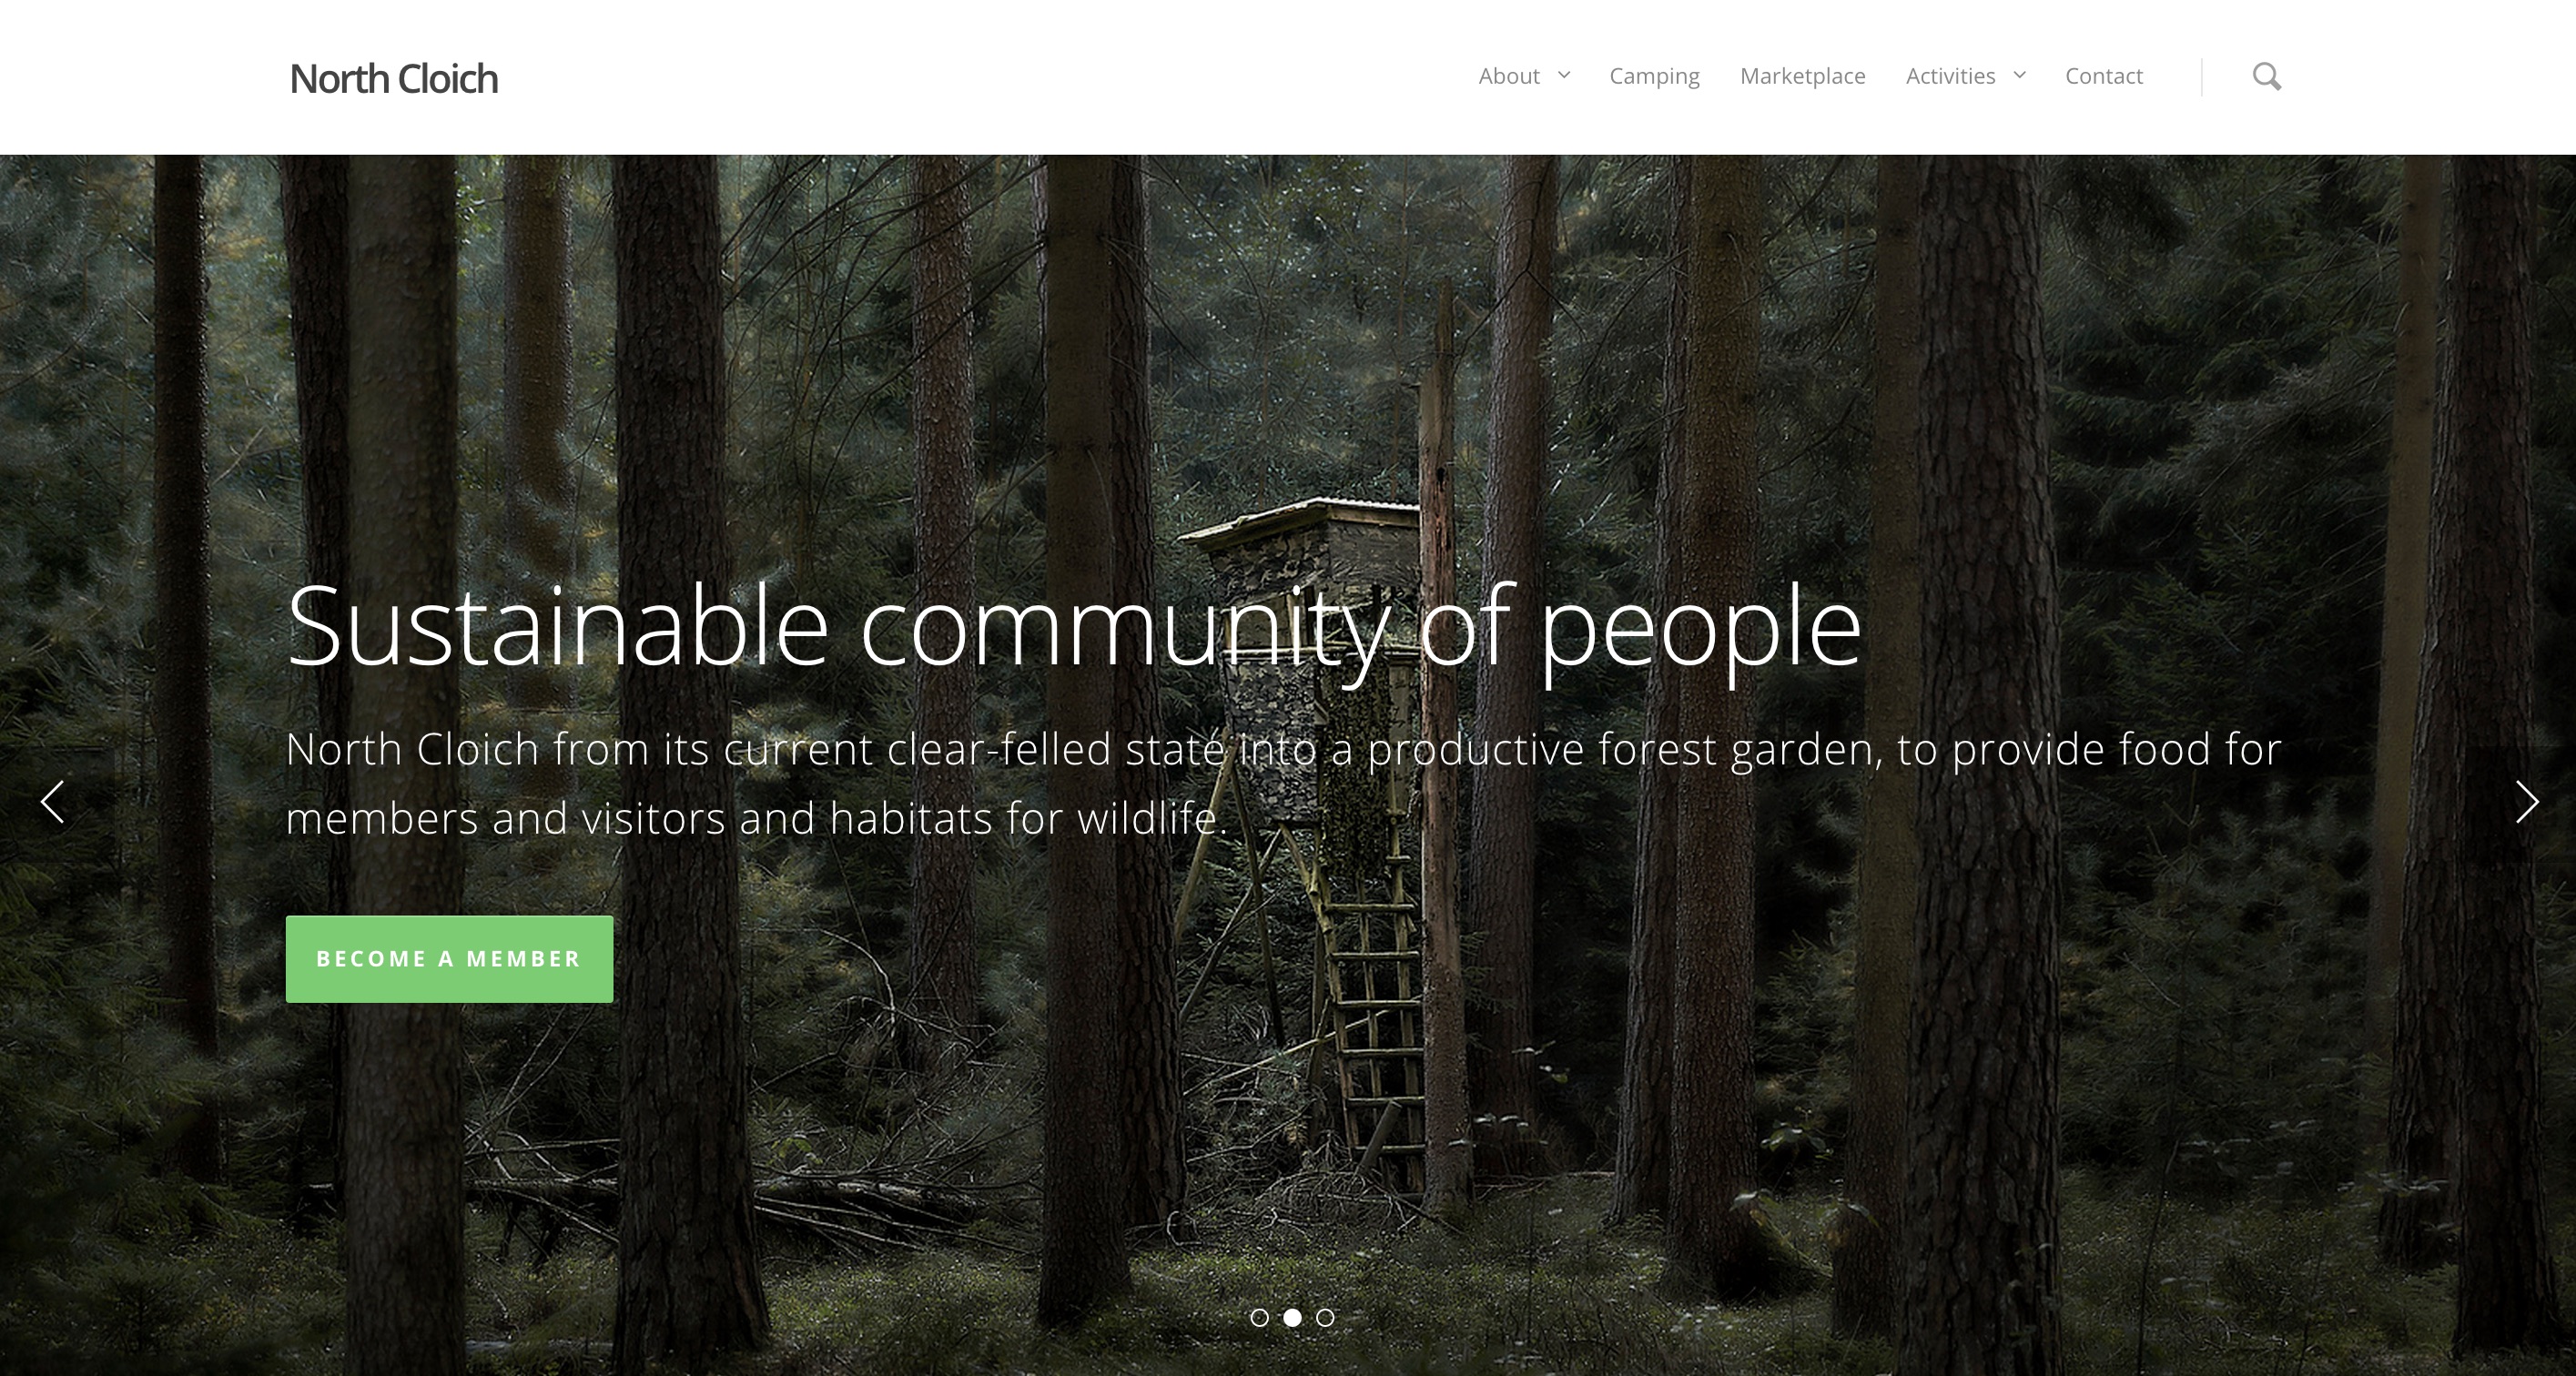 North Cloich
About
Camping
Marketplace
Activities
Contact
Sustainable community of people
North Cloich from its current clear-felled state into a productive forest garden, to provide food for
members and visitors and habitats for wildlife.
BECOME A MEMBER